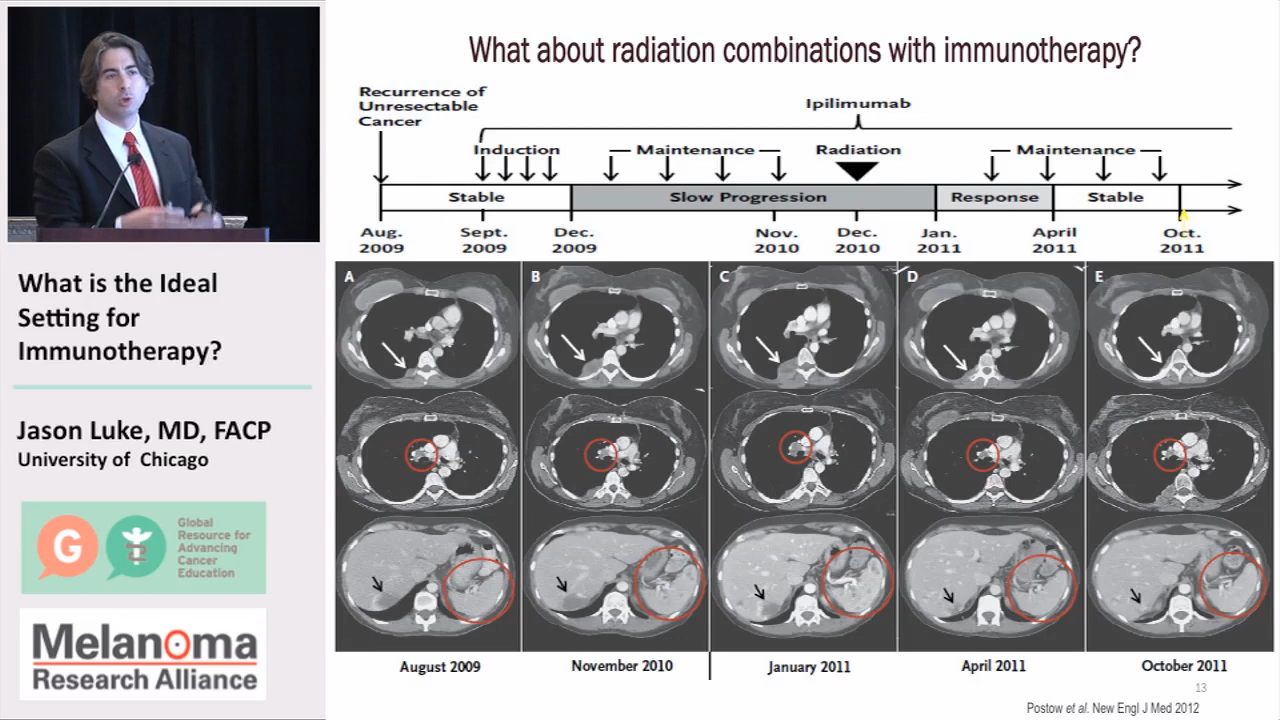 What about radiation combinations with immunotherapy?
Recurrence of
Unresectable
Cancer
Ipilimumab
Induction
Maintenance
Radiation
Maintenance
Stable
Slow Progression
Response
Stable
Aug.
2009
Sept.
2009
Dec.
2009
Nov.
2010
Dec.
2010
Jan.
2011
April
2011
Oct.
2011
A
B
C
D
E
August 2009
November 2010
January 2011
April 2011
October 2011
13
Postow et al. New Engl J Med 2012
What is the Ideal
Setting for
Immunotherapy?
Jason Luke, MD, FACP
University of Chicago
G
Global
Resource for
Advancing
Cancer
Education
Melanoma
Research Alliance